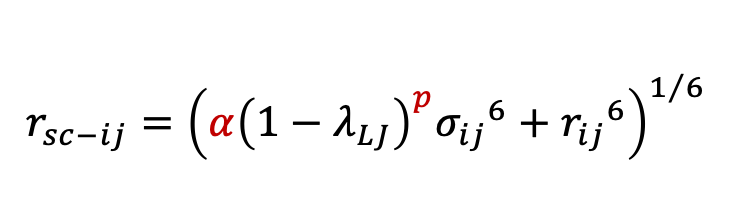 r_{sc-ij} = (α(1 − λ_{LJ})^p σ_{ij}^6 + r_{ij}^6)^{1/6}